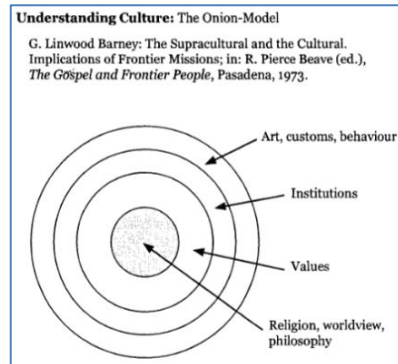 Understanding Culture: The Onion-Model
G. Linwood Barney: The Supracultural and the Cultural.
Implications of Frontier Missions; in: R. Pierce Beave (ed.),
The Gospel and Frontier People, Pasadena, 1973.
Art, customs, behaviour
Institutions
Values
Religion, worldview,
philosophy